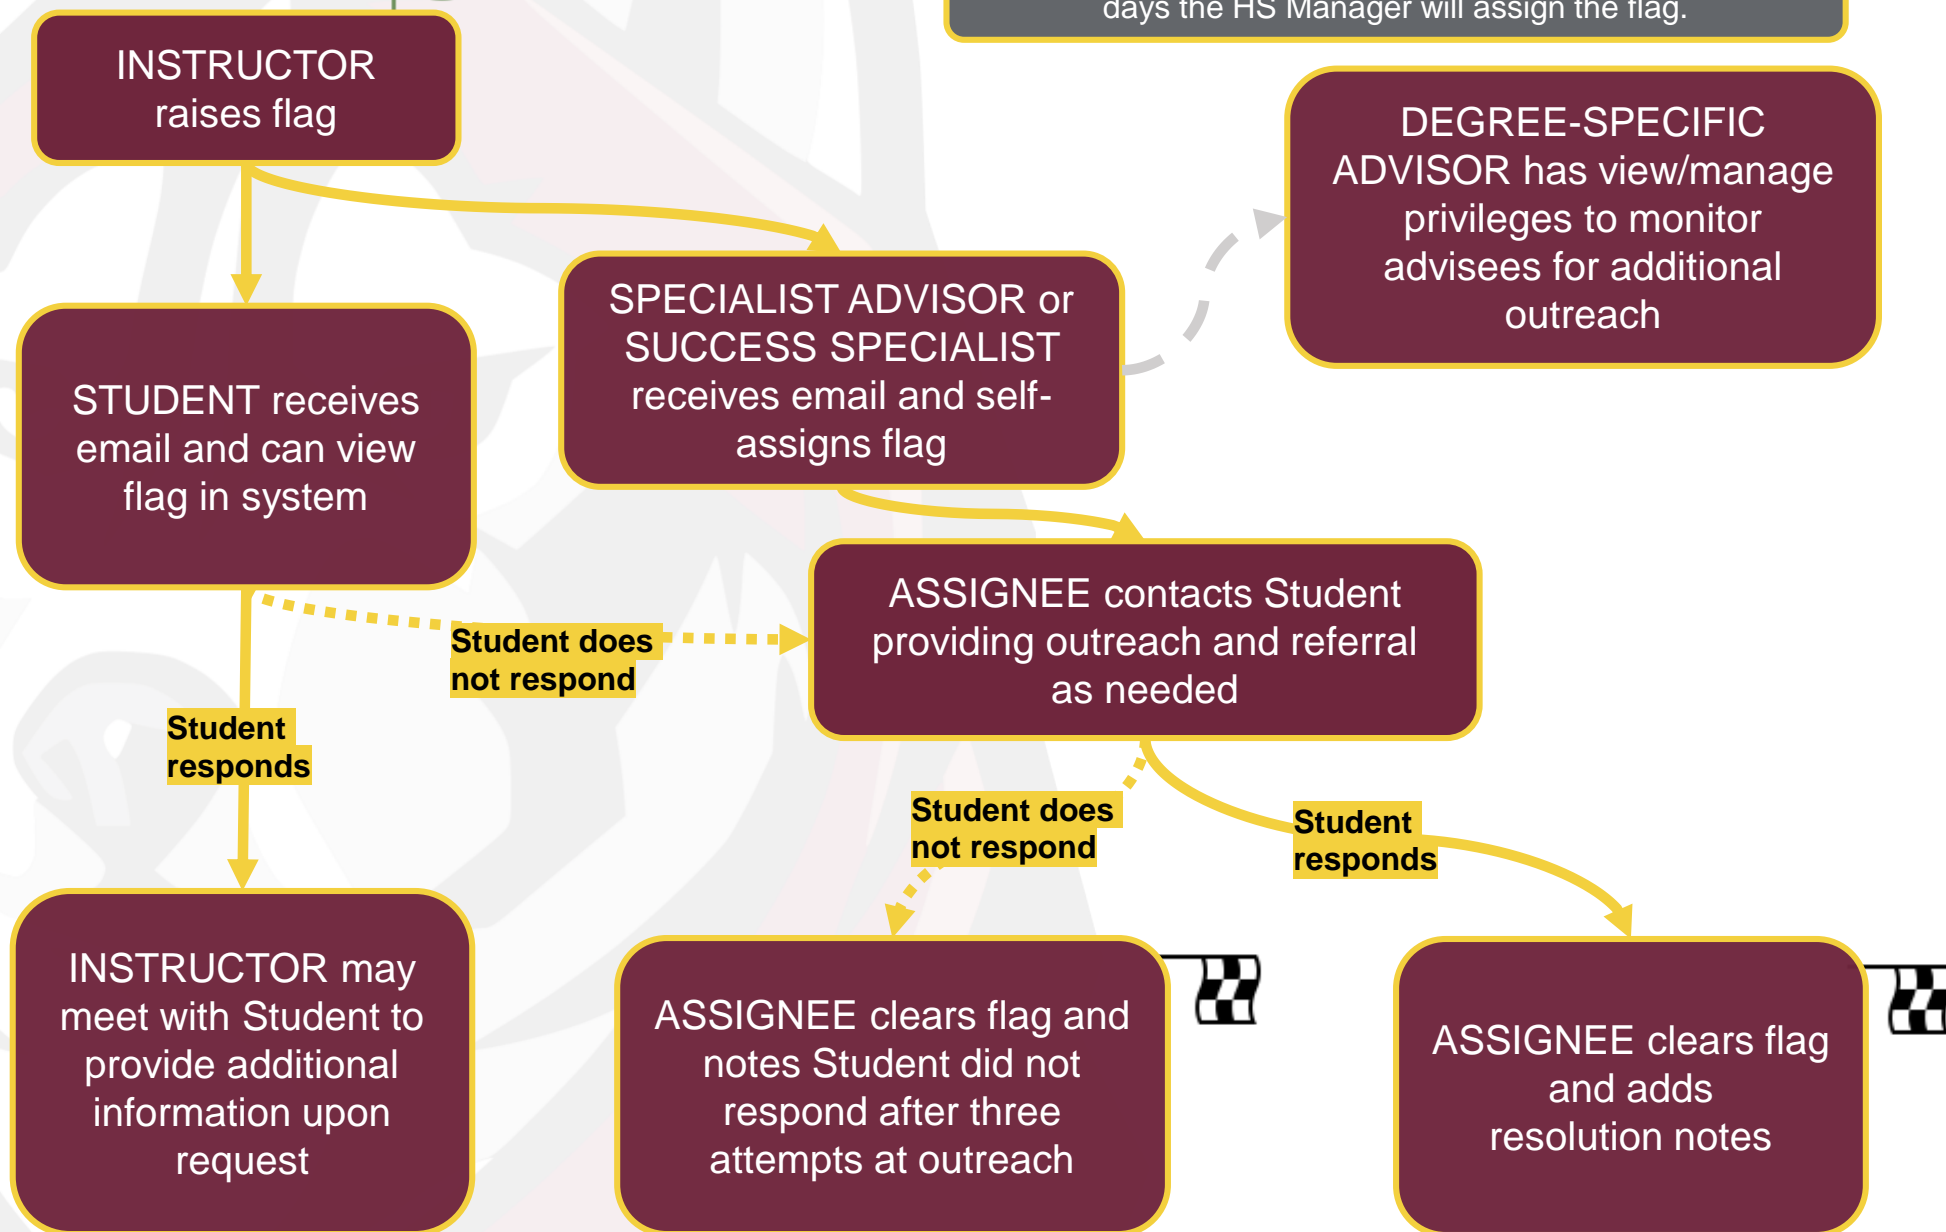 days the HS Manager will assign the flag.
INSTRUCTOR
raises flag
DEGREE-SPECIFIC
ADVISOR has view/manage
privileges to monitor
advisees for additional
outreach
SPECIALIST ADVISOR or
SUCCESS SPECIALIST
receives email and self-
assigns flag
STUDENT receives
email and can view
flag in system
ASSIGNEE contacts Student
providing outreach and referral
as needed
Student does
not respond
Student
responds
Student does
not respond
Student
responds
INSTRUCTOR may
meet with Student to
provide additional
information upon
request
ASSIGNEE clears flag and
notes Student did not
respond after three
attempts at outreach
ASSIGNEE clears flag
and adds
resolution notes